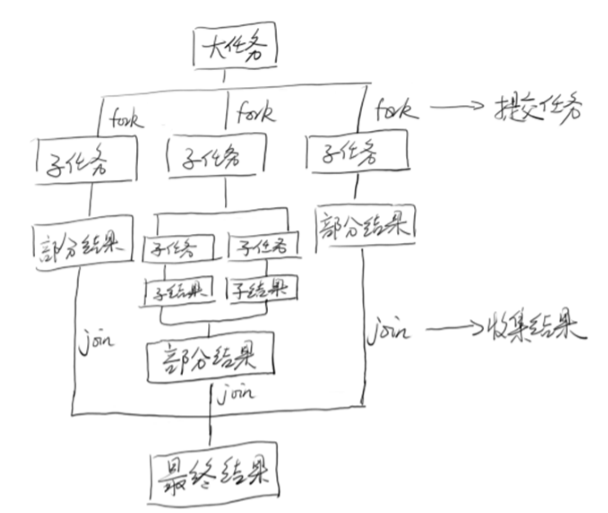 大任务
fork
fork
fork
提交任务
子任务
子任务
子任务
部分结果
子任务
子任务
部分结果
子结果
子结果
join
join
收集结果
部分结果
join
最终结果